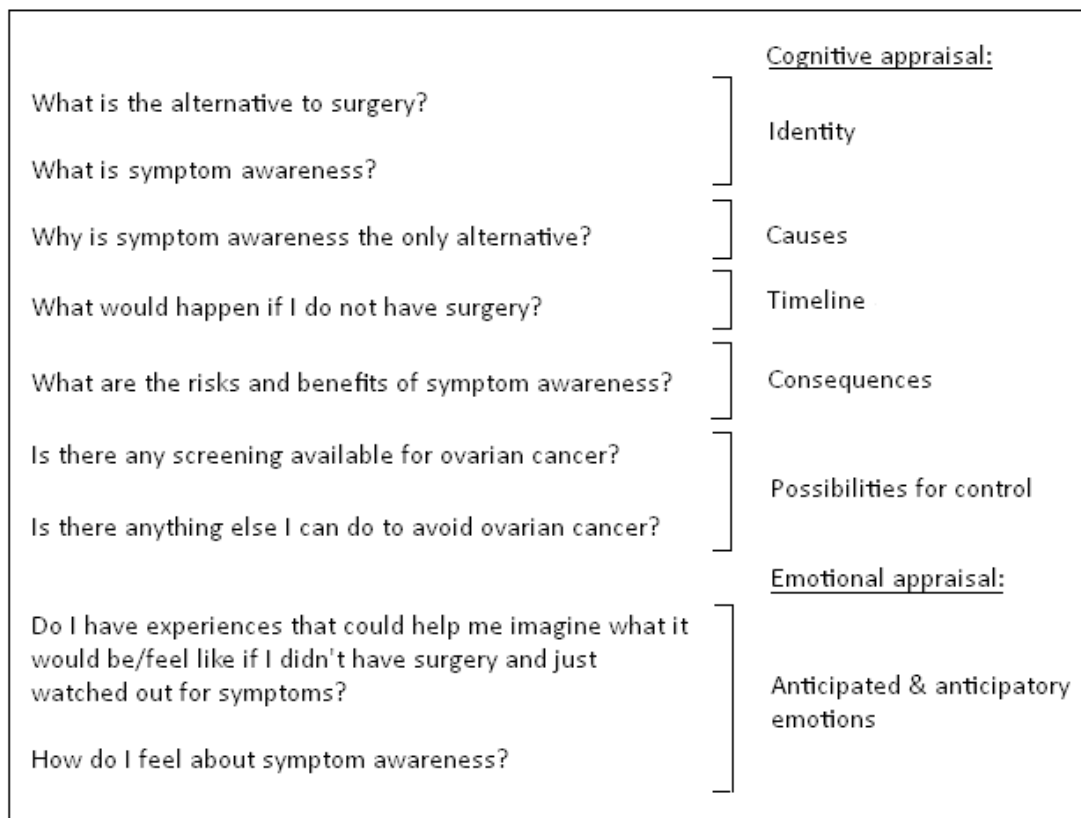 Cognitive appraisal:
What is the alternative to surgery?
Identity
What is symptom awareness?
Why is symptom awareness the only alternative?
Causes
What would happen if I do not have surgery?
Timeline
What are the risks and benefits of symptom awareness?
Consequences
Is there any screening available for ovarian cancer?
Possibilities for control
Is there anything else I can do to avoid ovarian cancer?
Emotional appraisal:
Do I have experiences that could help me imagine what it
would be/feel like if I didn't have surgery and just
watched out for symptoms?
Anticipated & anticipatory
emotions
How do I feel about symptom awareness?